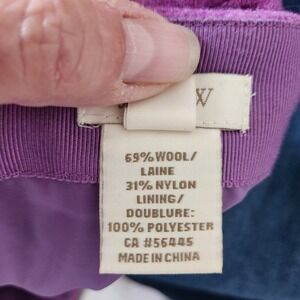 W
69% WOOL/
LAINE
31% NYLON
LINING/
DOUBLURE:
100% POLYESTER
CA #56445
MADE IN CHINA